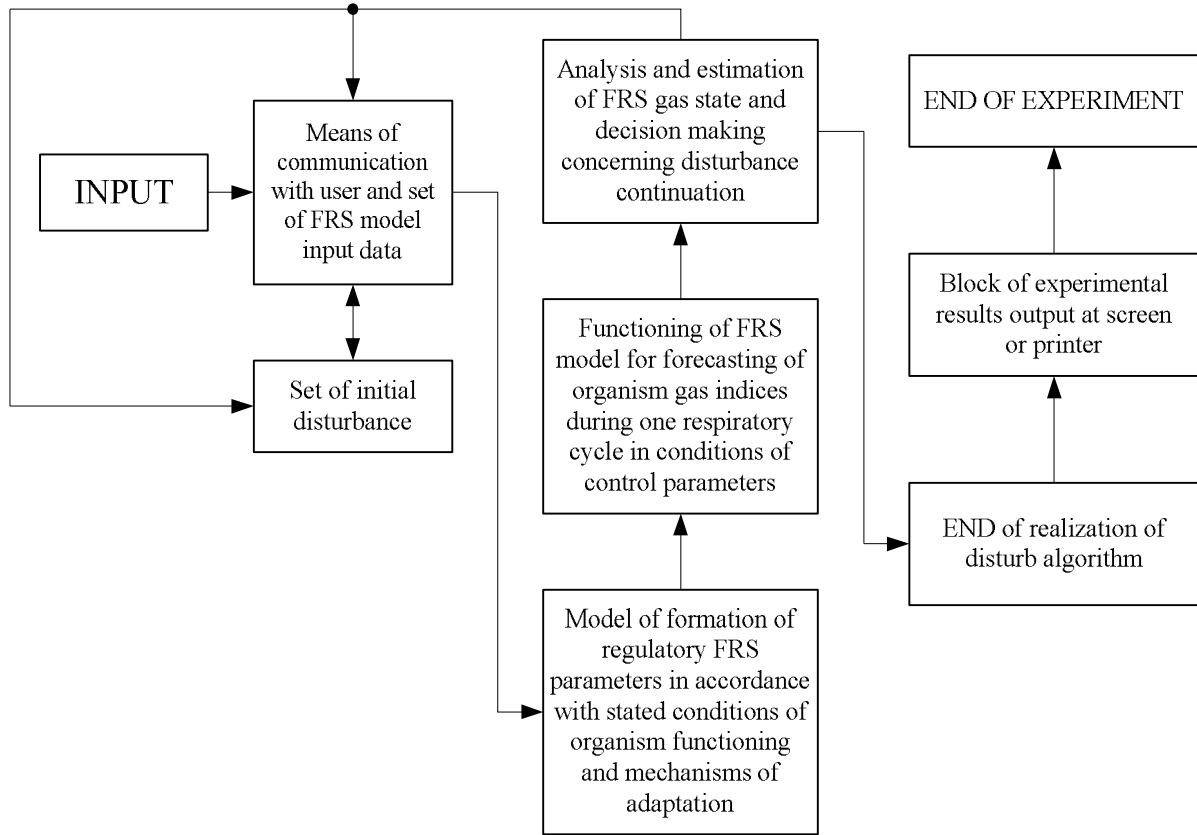 INPUT
Means of
communication
with user and set
of FRS model
input data
Set of initial
disturbance
Analysis and estimation
of FRS gas state and
decision making
concerning disturbance
continuation
Functioning of FRS
model for forecasting of
organism gas indices
during one respiratory
cycle in conditions of
control parameters
Model of formation of
regulatory FRS
parameters in accordance
with stated conditions of
organism functioning
and mechanisms of
adaptation
END OF EXPERIMENT
Block of experimental
results output at screen
or printer
END of realization of
disturb algorithm